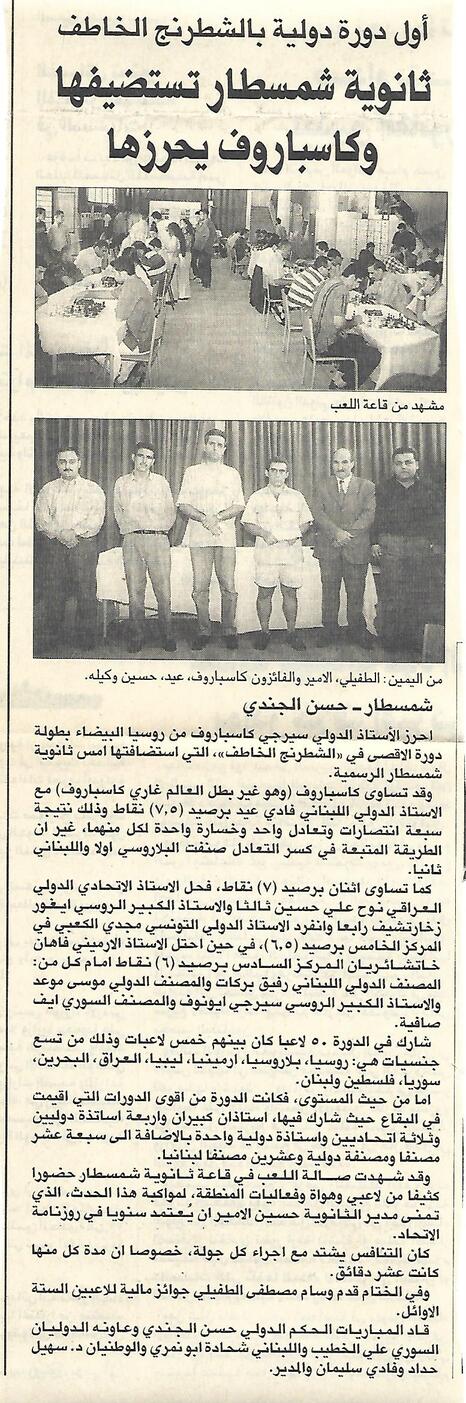 أول دورة دولية بالشطرنج الخاطف
ثانوية شمسطار تستضيفها
وكاسباروف يحرزها
مشهد من قاعة اللعب
من اليمين: الطفيلي، الامير والفائزون كاسباروف، عيد، حسين وكيله.
شمسطار ـ حسن الجندي
احرز الأستاذ الدولي سيرجي كاسباروف من روسيا البيضاء بطولة
دورة الاقصى في «الشطرنج الخاطف»، التي استضافتها امس ثانوية
شمسطار الرسمية.
وقد تساوى كاسباروف (وهو غير بطل العالم غاري كاسباروف) مع
الاستاذ الدولي اللبناني فادي عيد برصيد (٧,٥) نقاط وذلك نتيجة
سبعة انتصارات وتعادل واحد وخسارة واحدة لكل منهما، غير ان
الطريقة المتبعة في كسر التعادل صنفت البلاروسي اولا واللبناني
ثانيا.
كما تساوى اثنان برصيد (٧) نقاط، فحل الاستاذ الاتحادي الدولي
العراقي نوح علي حسين ثالثا والاستاذ الكبير الروسي ايغور
زخارتشيف رابعا وانفرد الاستاذ الدولي التونسي مجدي الكعبي في
المركز الخامس برصيد (٦,٥)، في حين احتل الاستاذ الارميني فاهان
خاتشائريان المركز السادس برصيد (٦) نقاط امام كل من:
المصنف الدولي اللبناني رفيق بركات والمصنف الدولي موسى موعد
والاستاذ الكبير الروسي سيرجي ايونوف والمصنف السوري ايف
صافية.
شارك في الدورة ٥٠ لاعبا كان بينهم خمس لاعبات وذلك من تسع
جنسيات هي: روسيا، بلاروسيا، ارمينيا، ليبيا، العراق، البحرين،
سوريا، فلسطين ولبنان.
اما من حيث المستوى، فكانت الدورة من اقوى الدورات التي اقيمت
في البقاع حيث شارك فيها، استاذان كبيران واربعة اساتذة دوليين
وثلاثة اتحاديين واستاذة دولية واحدة بالاضافة الى سبعة عشر
مصنفا ومصنفة دولية وعشرين مصنفا لبنانيا.
وقد شهدت صالة اللعب في قاعة ثانوية شمسطار حضورا
كثيفا من لاعبي وهواة وفعاليات المنطقة، لمواكبة هذا الحدث، الذي
تمنى مدير الثانوية حسين الامير ان يُعتمد سنويا في روزنامة
الاتحاد.
كان التنافس يشتد مع اجراء كل جولة، خصوصا ان مدة كل منها
كانت عشر دقائق.
وفي الختام قدم وسام مصطفى الطفيلي جوائز مالية للاعبين الستة
الاوائل.
قاد المباريات الحكم الدولي حسن الجندي وعاونه الدوليان
السوري علي الخطيب واللبناني شحادة ابو نمري والوطنيان د. سهيل
حداد وفادي سليمان والمدير.